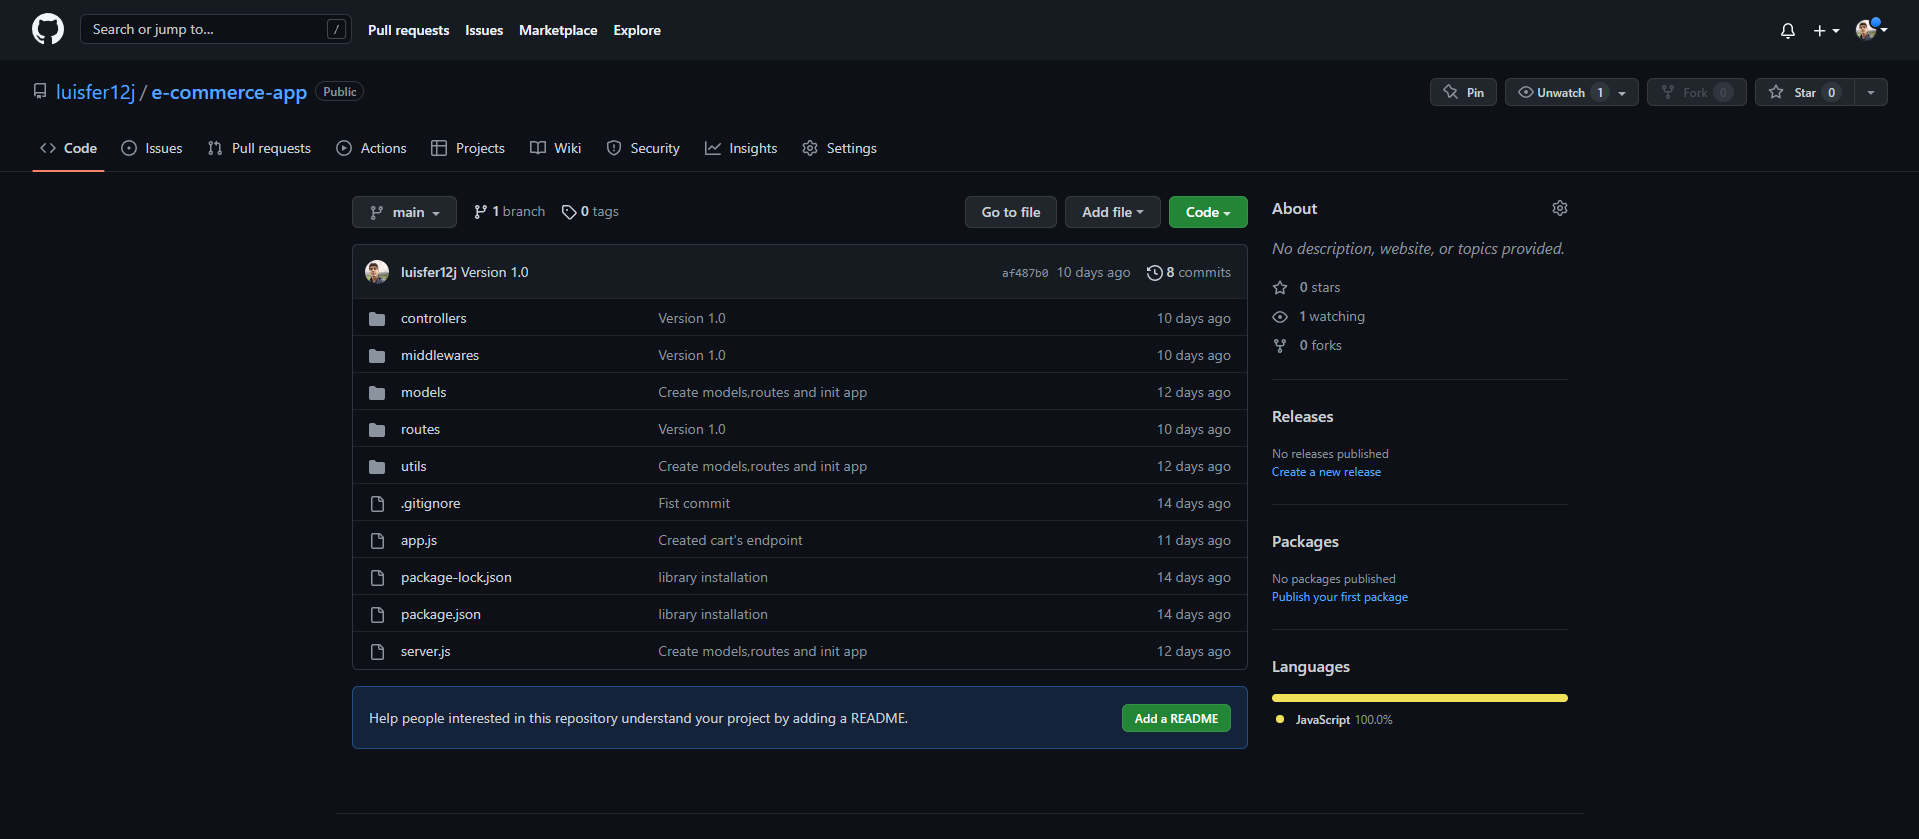 Search or jump to... /
Pull requests Issues Marketplace Explore
luisfer12j / e-commerce-app Public
Pin Unwatch 1 Fork 0 Star 0
Code Issues Pull requests Actions Projects Wiki Security Insights Settings
main 1 branch 0 tags Go to file Add file Code
luisfer12j Version 1.0 af487b0 10 days ago 8 commits
controllers Version 1.0 10 days ago
middlewares Version 1.0 10 days ago
models Create models,routes and init app 12 days ago
routes Version 1.0 10 days ago
utils Create models,routes and init app 12 days ago
.gitignore Fist commit 14 days ago
app.js Created cart's endpoint 11 days ago
package-lock.json library installation 14 days ago
package.json library installation 14 days ago
server.js Create models,routes and init app 12 days ago
Help people interested in this repository understand your project by adding a README. Add a README
About
No description, website, or topics provided.
0 stars
1 watching
0 forks
Releases
No releases published
Create a new release
Packages
No packages published
Publish your first package
Languages
JavaScript 100.0%